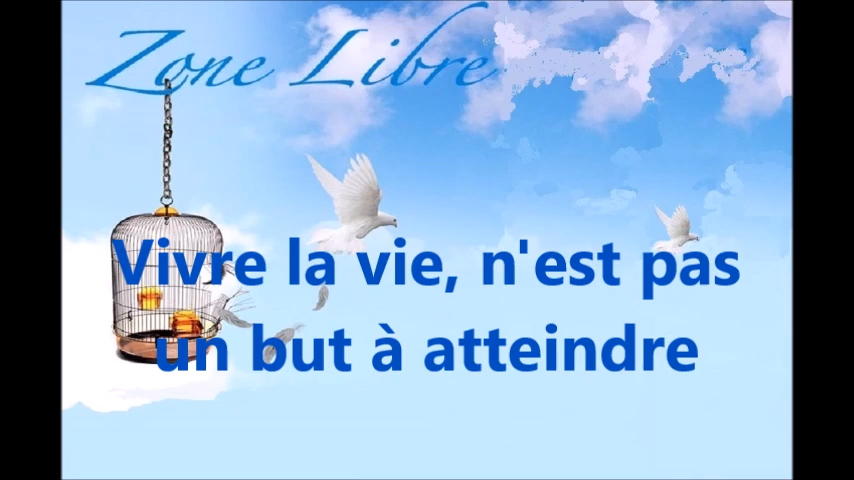 Zone Libre
Vivre la vie, n'est pas
un but à atteindre